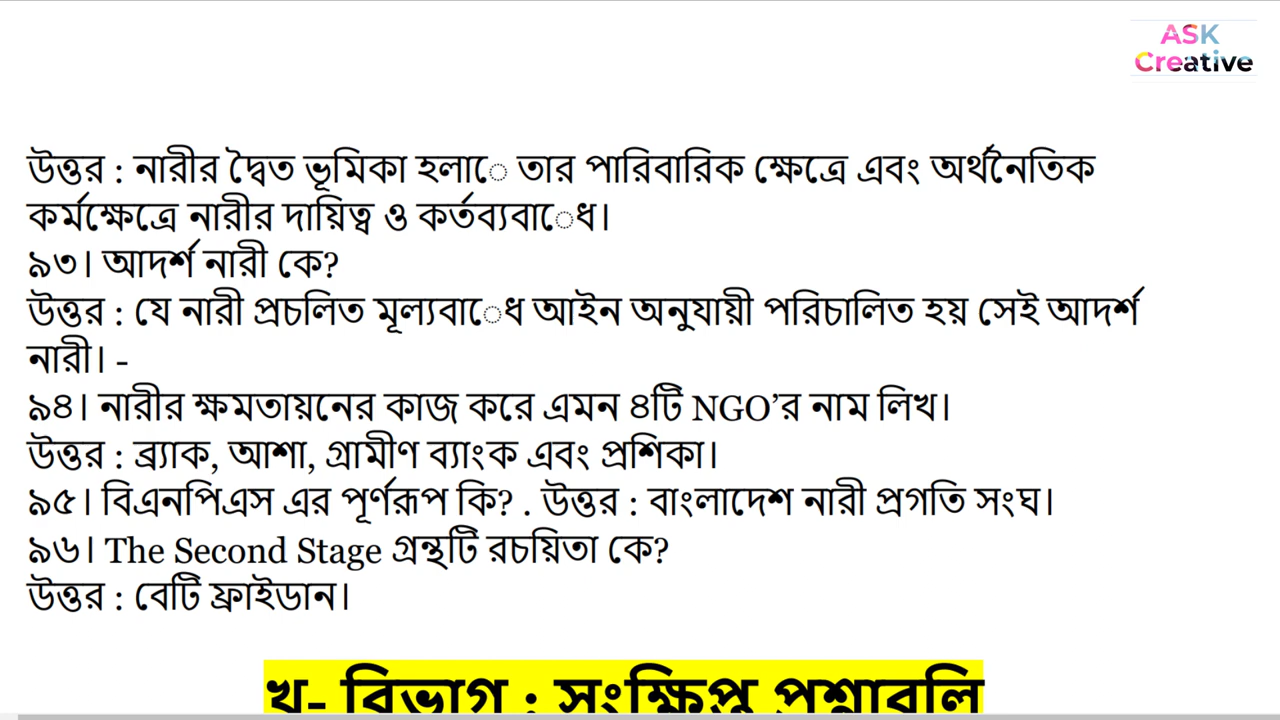 ASK
Creative
উত্তর : নারীর দ্বৈত ভূমিকা হলাে তার পারিবারিক ক্ষেত্রে এবং অর্থনৈতিক
কর্মক্ষেত্রে নারীর দায়িত্ব ও কর্তব্যবােধ।
৯৩। আদর্শ নারী কে?
উত্তর : যে নারী প্রচলিত মূল্যবােধ আইন অনুযায়ী পরিচালিত হয় সেই আদর্শ
নারী। -
৯৪। নারীর ক্ষমতায়নের কাজ করে এমন ৪টি NGO’র নাম লিখ।
উত্তর : ব্র্যাক, আশা, গ্রামীণ ব্যাংক এবং প্রশিকা।
৯৫। বিএনপিএস এর পূর্ণরূপ কি? . উত্তর : বাংলাদেশ নারী প্রগতি সংঘ।
৯৬। The Second Stage গ্রন্থটি রচয়িতা কে?
উত্তর : বেটি ফ্রাইডান।
খ- বিভাগ : সংক্ষিপ্ত প্রশ্নাবলি